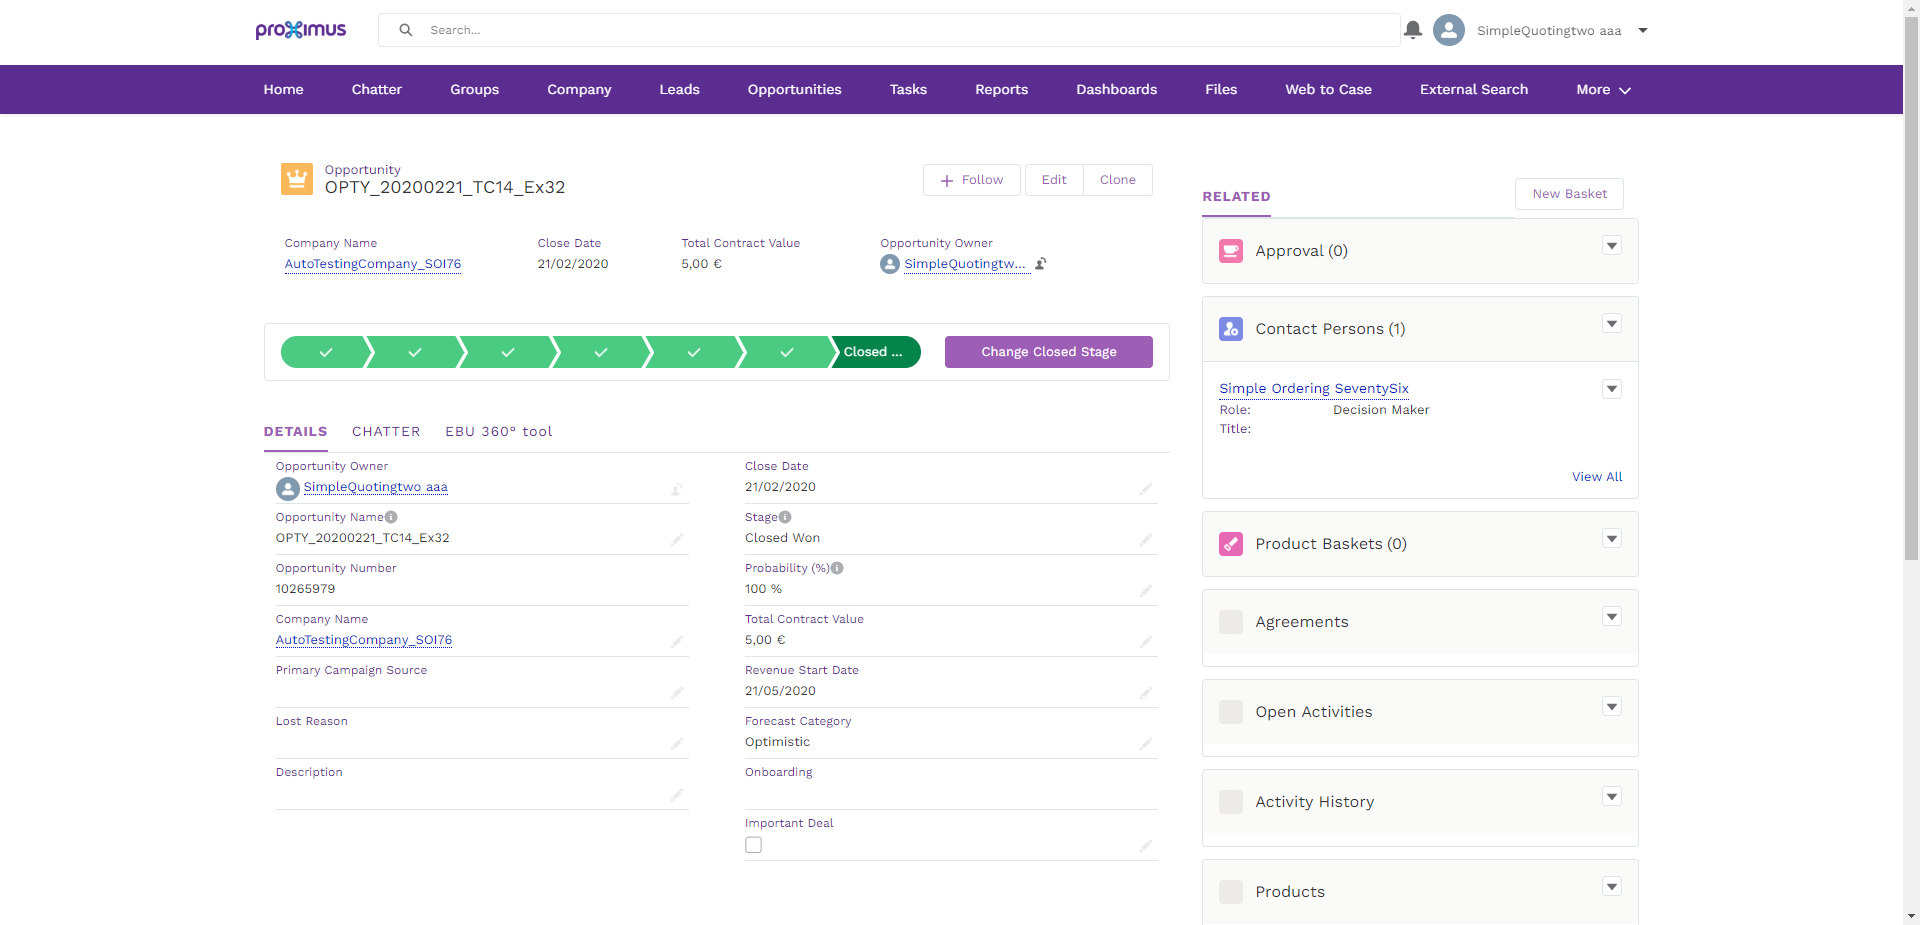 proximus
Search...
SimpleQuotingtwo aaa
Home Chatter Groups Company Leads Opportunities Tasks Reports Dashboards Files Web to Case External Search More
Opportunity
OPTY_20200221_TC14_Ex32
Follow Edit Clone
Company Name Close Date Total Contract Value Opportunity Owner
AutoTestingCompany_SOI76 21/02/2020 5,00 € SimpleQuotingtw...
Closed ... Change Closed Stage
DETAILS CHATTER EBU 360° tool
Opportunity Owner
SimpleQuotingtwo aaa
Opportunity Name
OPTY_20200221_TC14_Ex32
Opportunity Number
10265979
Company Name
AutoTestingCompany_SOI76
Primary Campaign Source
Lost Reason
Description
Close Date
21/02/2020
Stage
Closed Won
Probability (%)
100 %
Total Contract Value
5,00 €
Revenue Start Date
21/05/2020
Forecast Category
Optimistic
Onboarding
Important Deal
RELATED New Basket
Approval (0)
Contact Persons (1)
Simple Ordering SeventySix
Role: Decision Maker
Title:
View All
Product Baskets (0)
Agreements
Open Activities
Activity History
Products